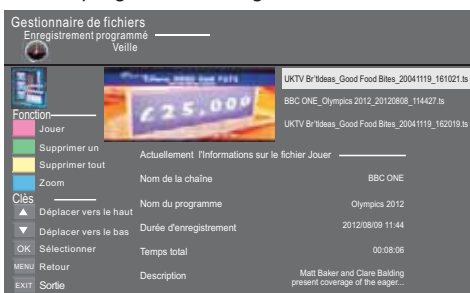 Gestionnaire de fichiers
Enregistrement programmé
Veille
UKTV Br'tIdeas_Good Food Bites_20041119_161021.ts
BBC ONE_Olympics 2012_20120808_114427.ts
UKTV Br'tIdeas_Good Food Bites_20041119_162019.ts
£25,000
Fonction
Jouer
Supprimer un
Supprimer tout
Zoom
Clès
Déplacer vers le haut
Déplacer vers le bas
OK Sélectionner
MENU Retour
EXIT Sortie
Actuellement l'Informations sur le fichier Jouer
Nom de la chaîne BBC ONE
Nom du programme Olympics 2012
Durée d'enregistrement 2012/08/09 11:44
Temps total 00:08:06
Description Matt Baker and Clare Balding
present coverage of the eager...